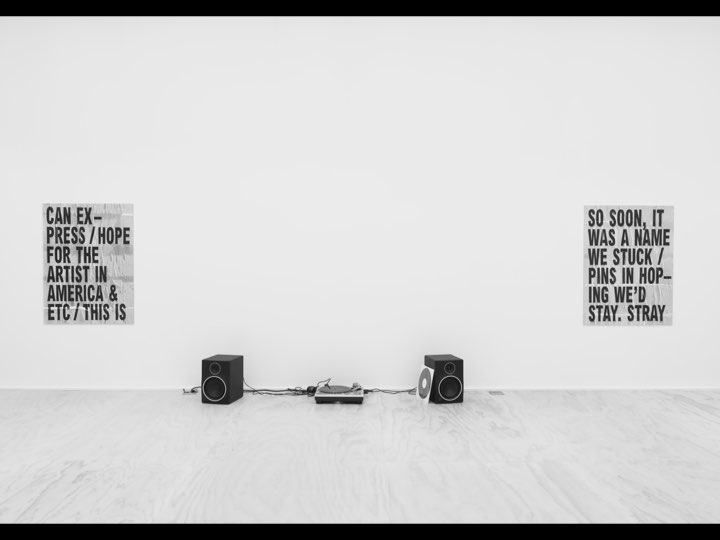 CAN EX–
PRESS / HOPE
FOR THE
ARTIST IN
AMERICA &
ETC / THIS IS
SO SOON, IT
WAS A NAME
WE STUCK /
PINS IN HOP–
ING WE'D
STAY. STRAY